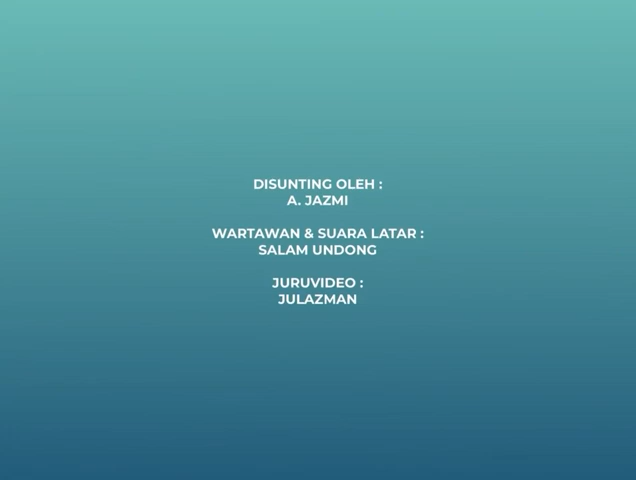 DISUNTING OLEH :
A. JAZMI
WARTAWAN & SUARA LATAR :
SALAM UNDONG
JURUVIDEO :
JULAZMAN